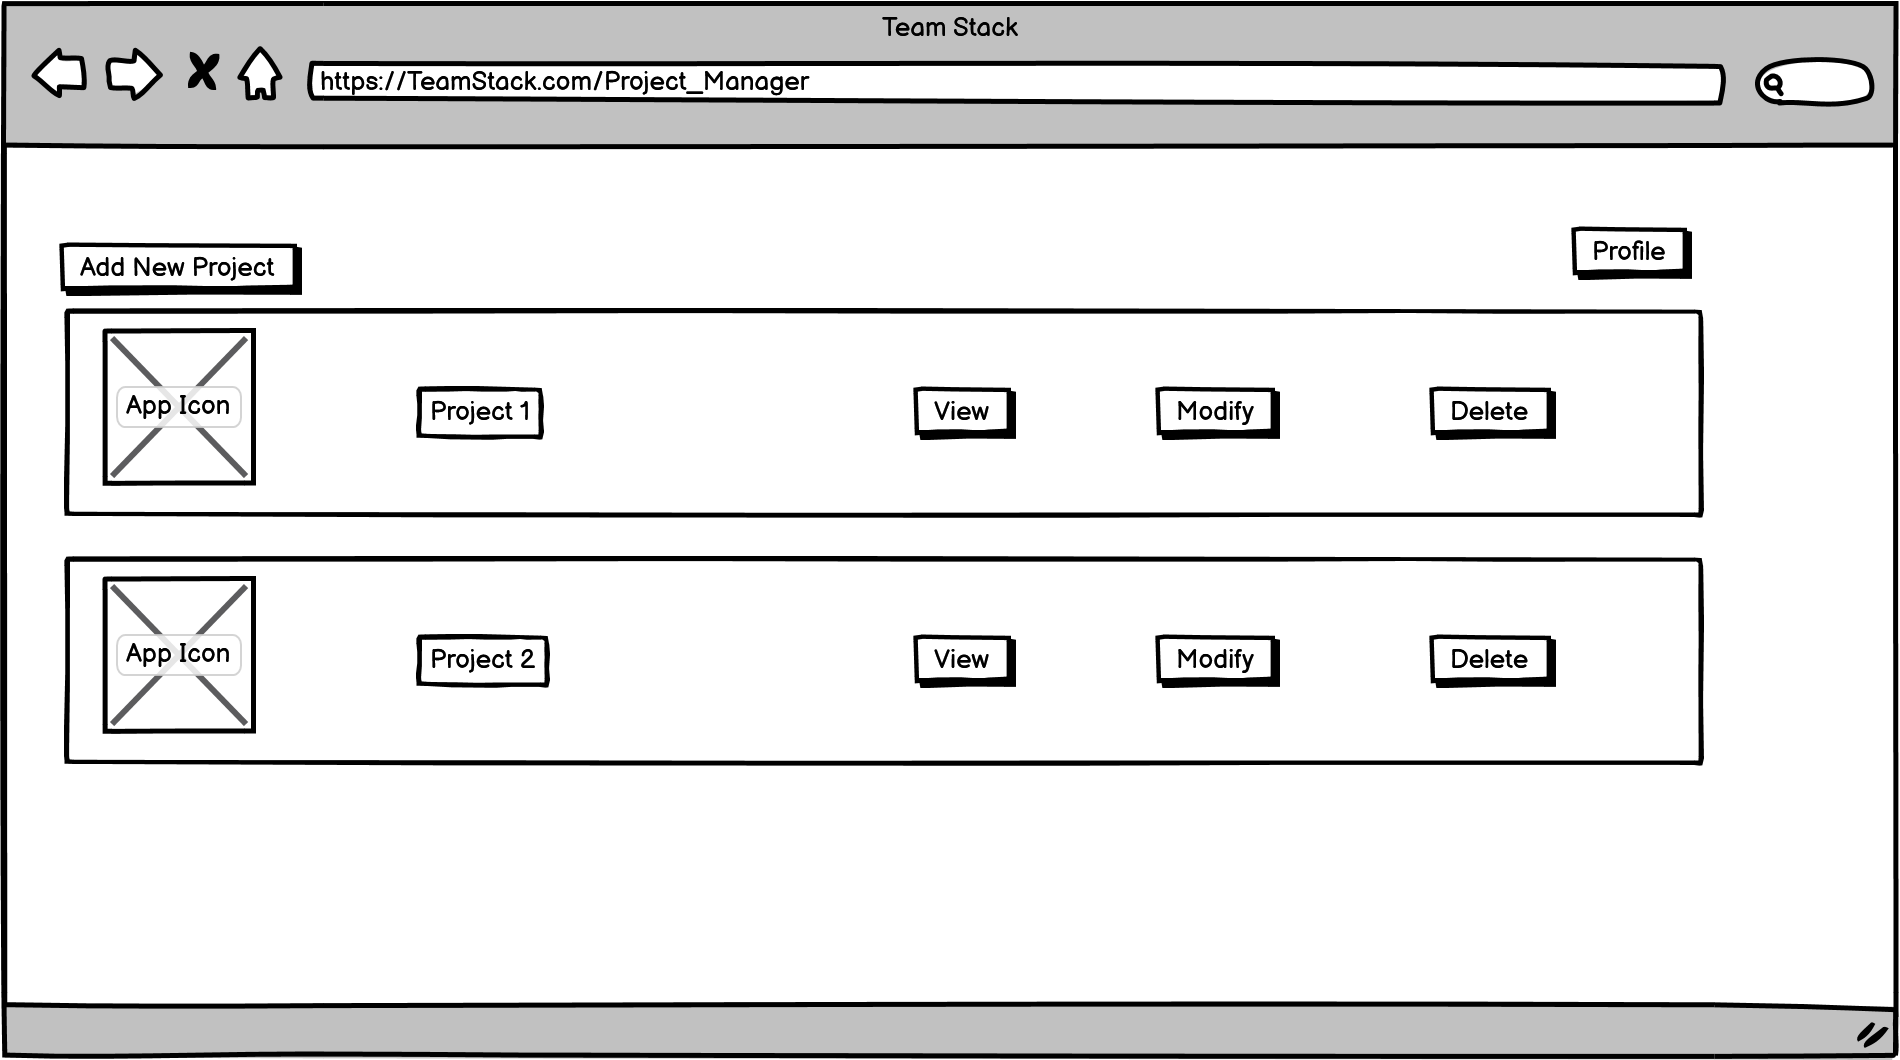 Team Stack
https://TeamStack.com/Project_Manager
Profile
Add New Project
App Icon
Project 1
View
Modify
Delete
App Icon
Project 2
View
Modify
Delete